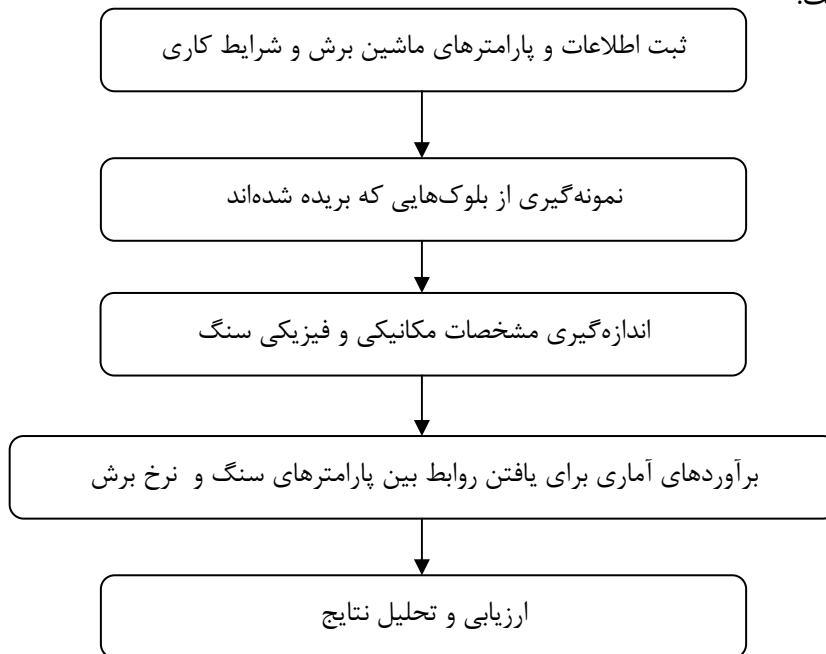 ثبت اطلاعات و پارامترهای ماشین برش و شرایط کاری
نمونه‌گیری از بلوک‌هایی که بریده شده‌اند
اندازه‌گیری مشخصات مکانیکی و فیزیکی سنگ
برآوردهای آماری برای یافتن روابط بین پارامترهای سنگ و نرخ برش
ارزیابی و تحلیل نتایج